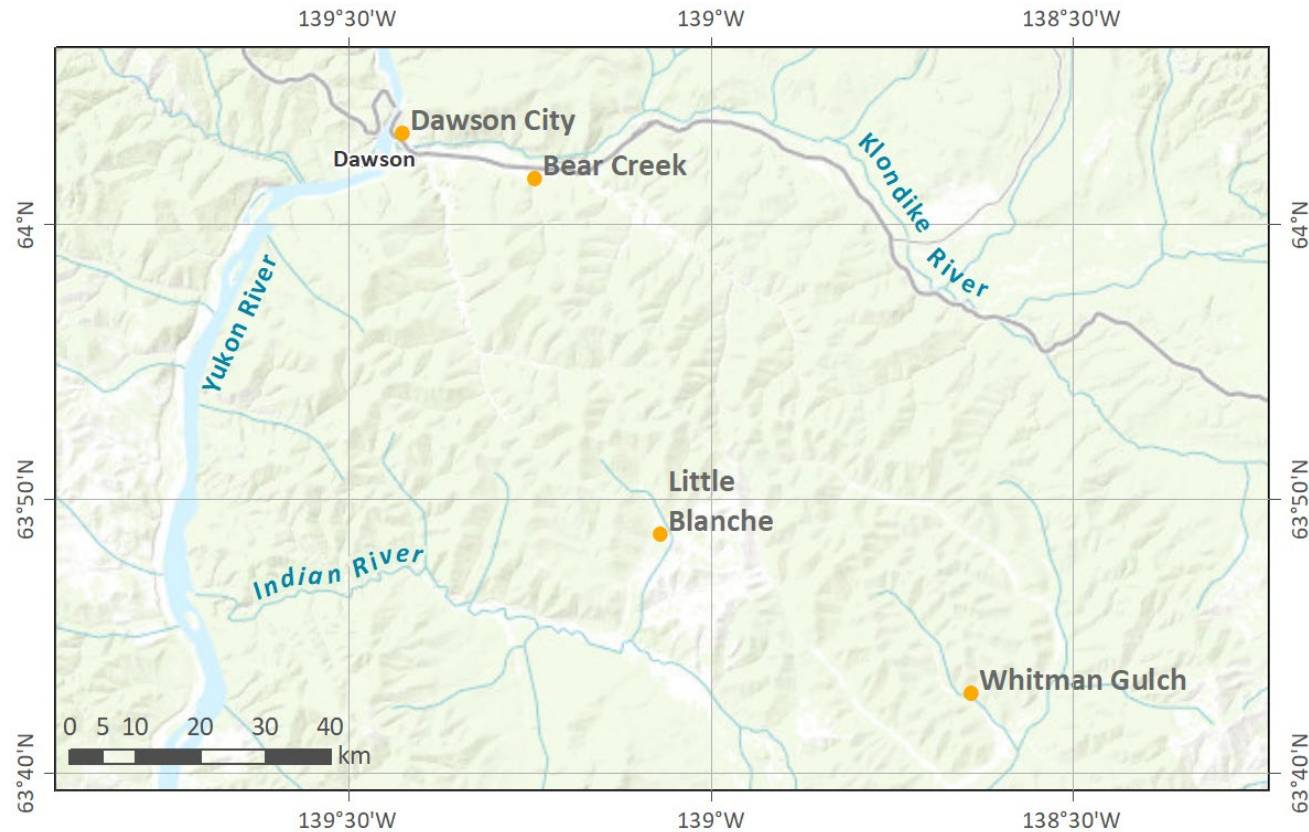 139°30'W 139°W 138°30'W
Dawson City
Dawson
Bear Creek
Klondike River
64°N 64°N
Yukon River
Little
Blanche
63°50'N 63°50'N
Indian River
Whitman Gulch
0 5 10 20 30 40
km
63°40'N 63°40'N
139°30'W 139°W 138°30'W